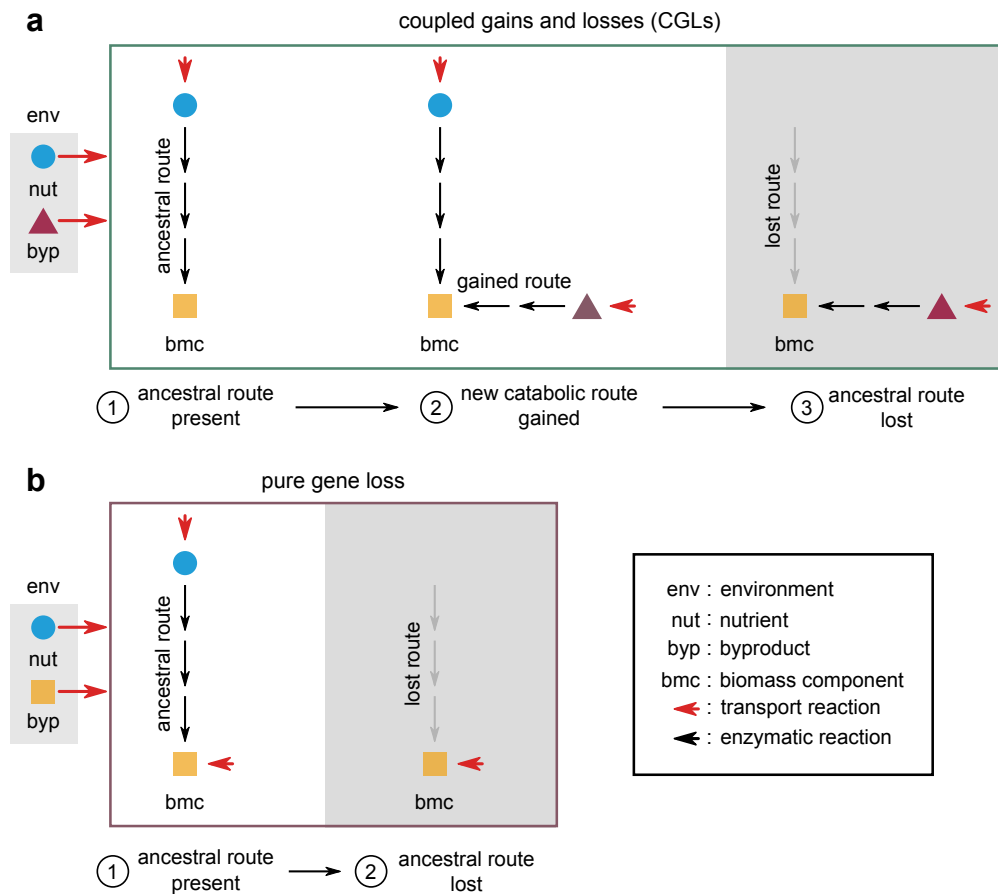 a
coupled gains and losses (CGLs)
env
nut
byp
ancestral route
bmc
gained route
bmc
lost route
bmc
1 ancestral route
present
2 new catabolic route
gained
3 ancestral route
lost
b
pure gene loss
env
nut
byp
ancestral route
bmc
lost route
bmc
1 ancestral route
present
2 ancestral route
lost
env : environment
nut : nutrient
byp : byproduct
bmc : biomass component
: transport reaction
: enzymatic reaction